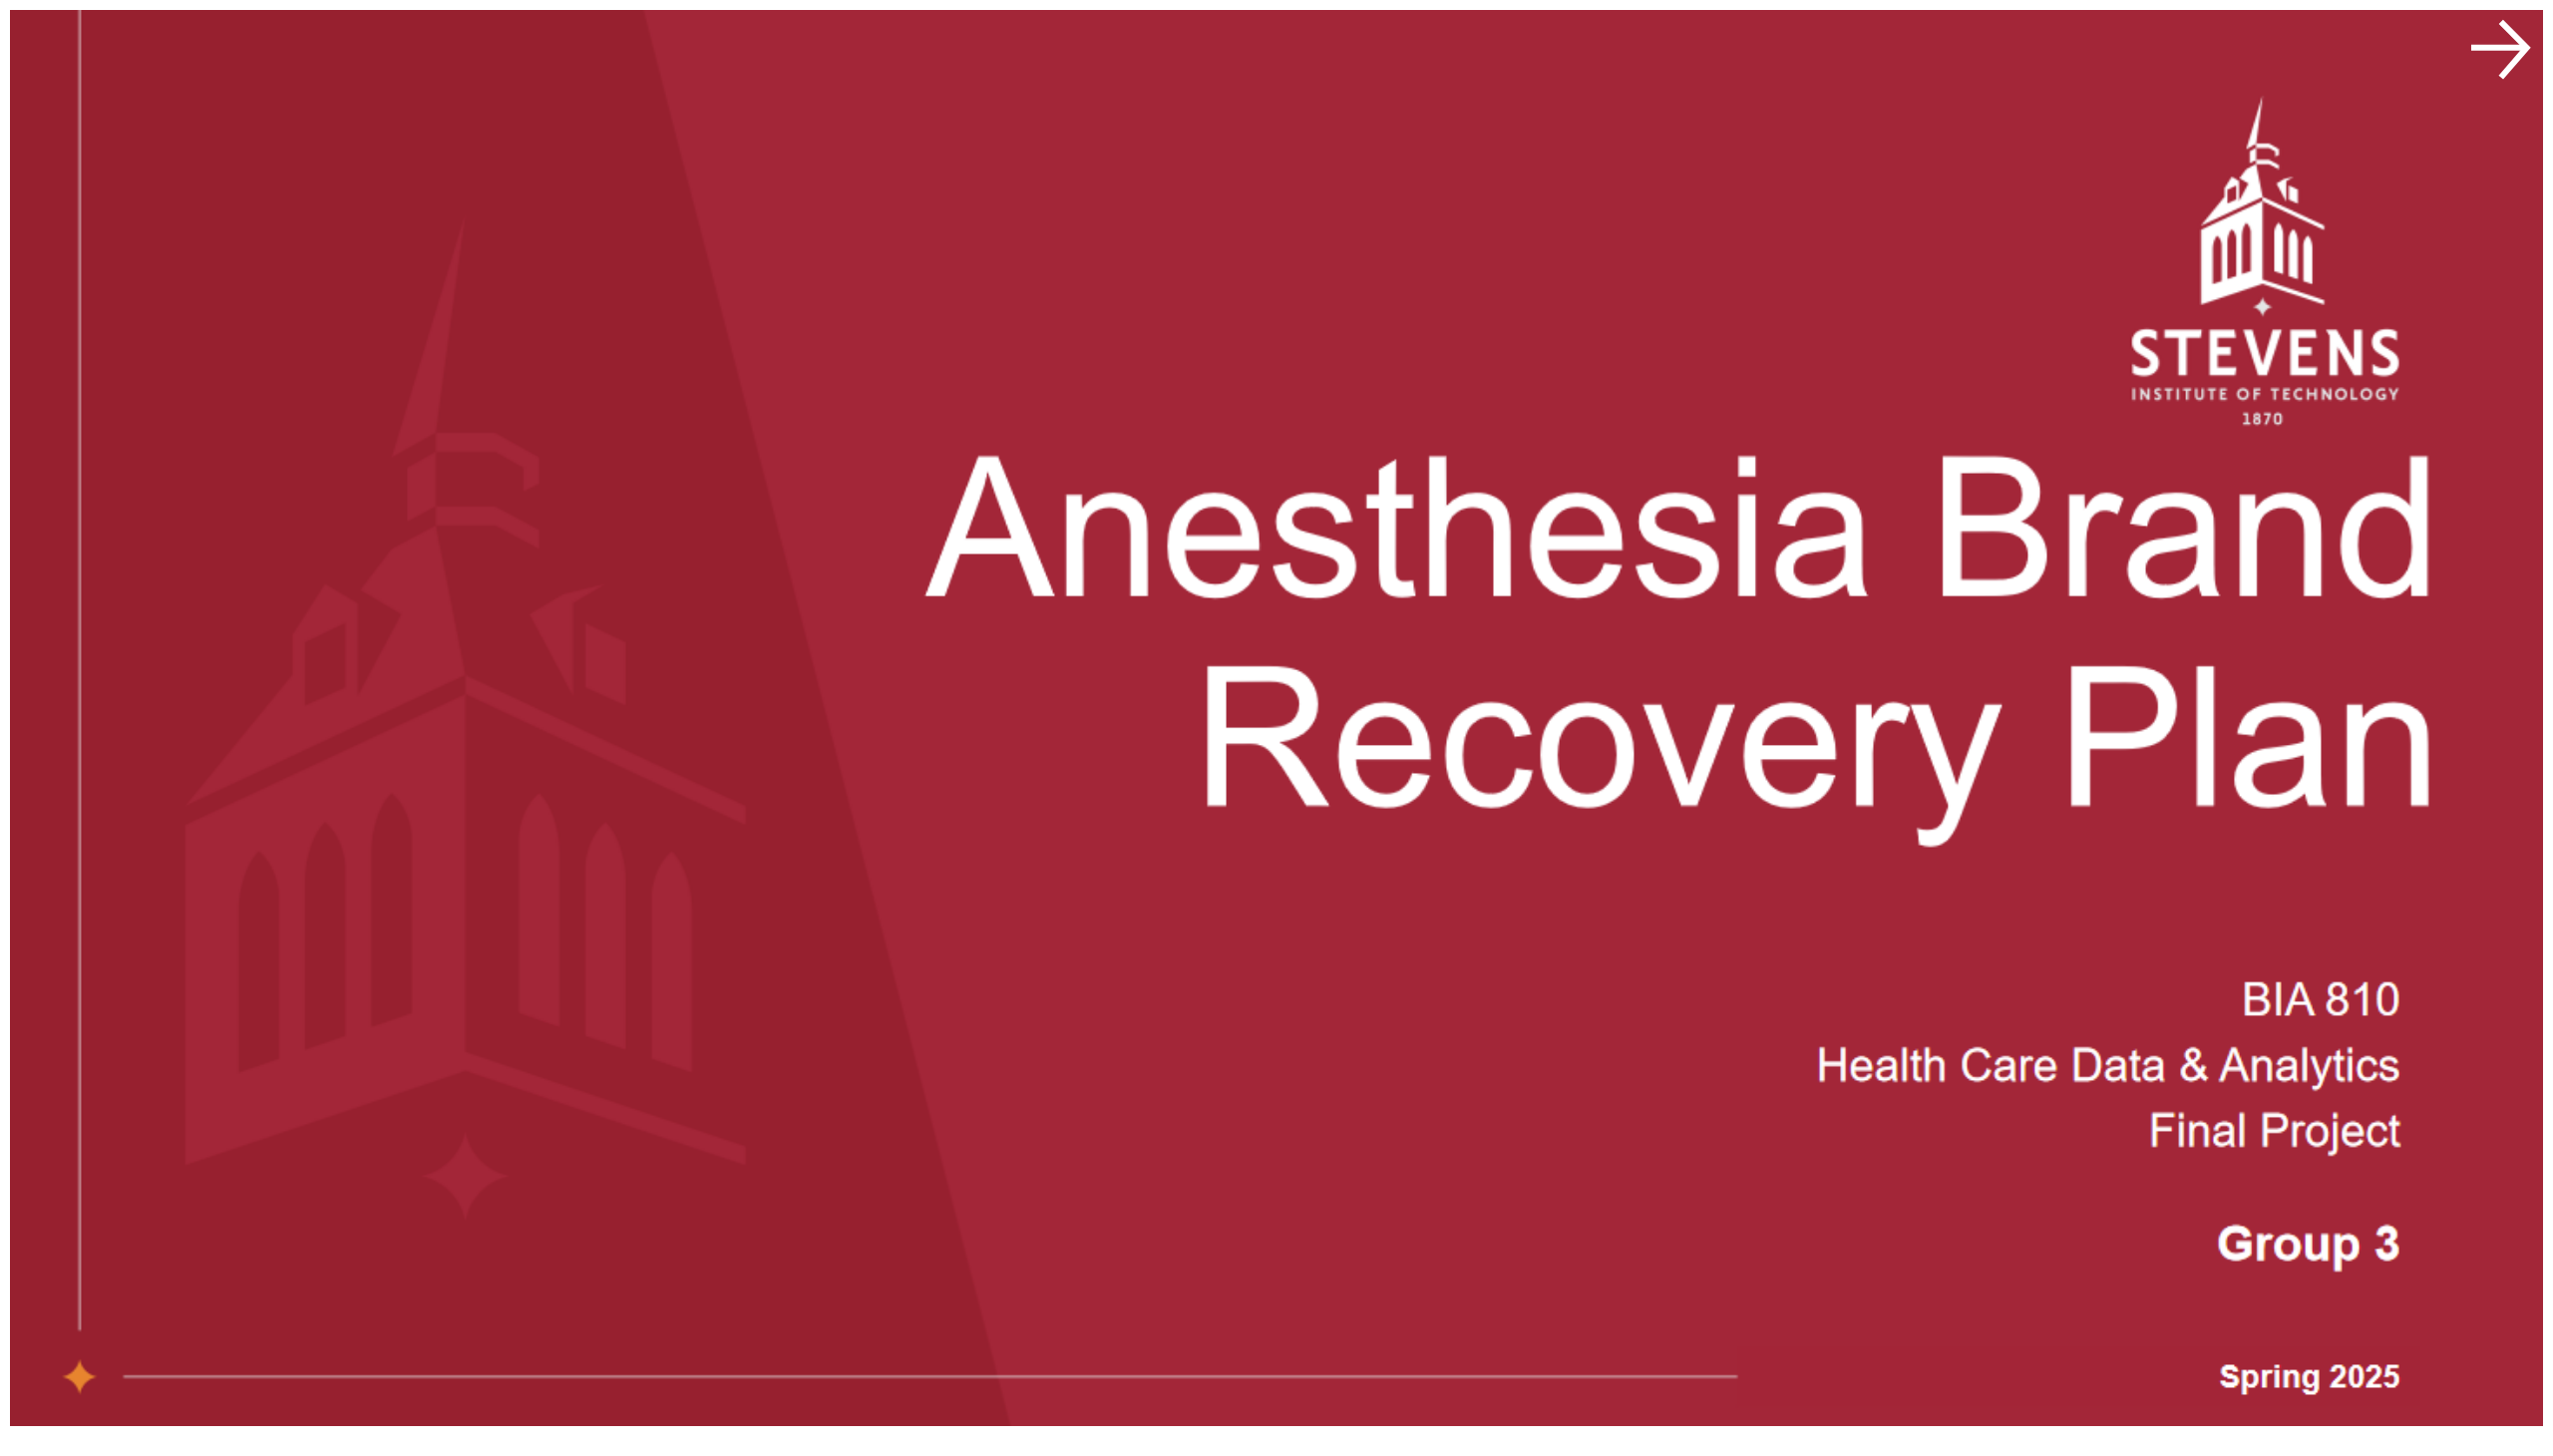 STEVENS
INSTITUTE OF TECHNOLOGY
1870
Anesthesia Brand
Recovery Plan
BIA 810
Health Care Data & Analytics
Final Project
Group 3
Spring 2025